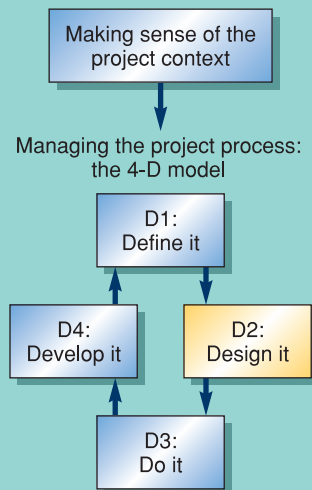 Making sense of the
project context
Managing the project process:
the 4-D model
D1:
Define it
D4:
Develop it
D2:
Design it
D3:
Do it